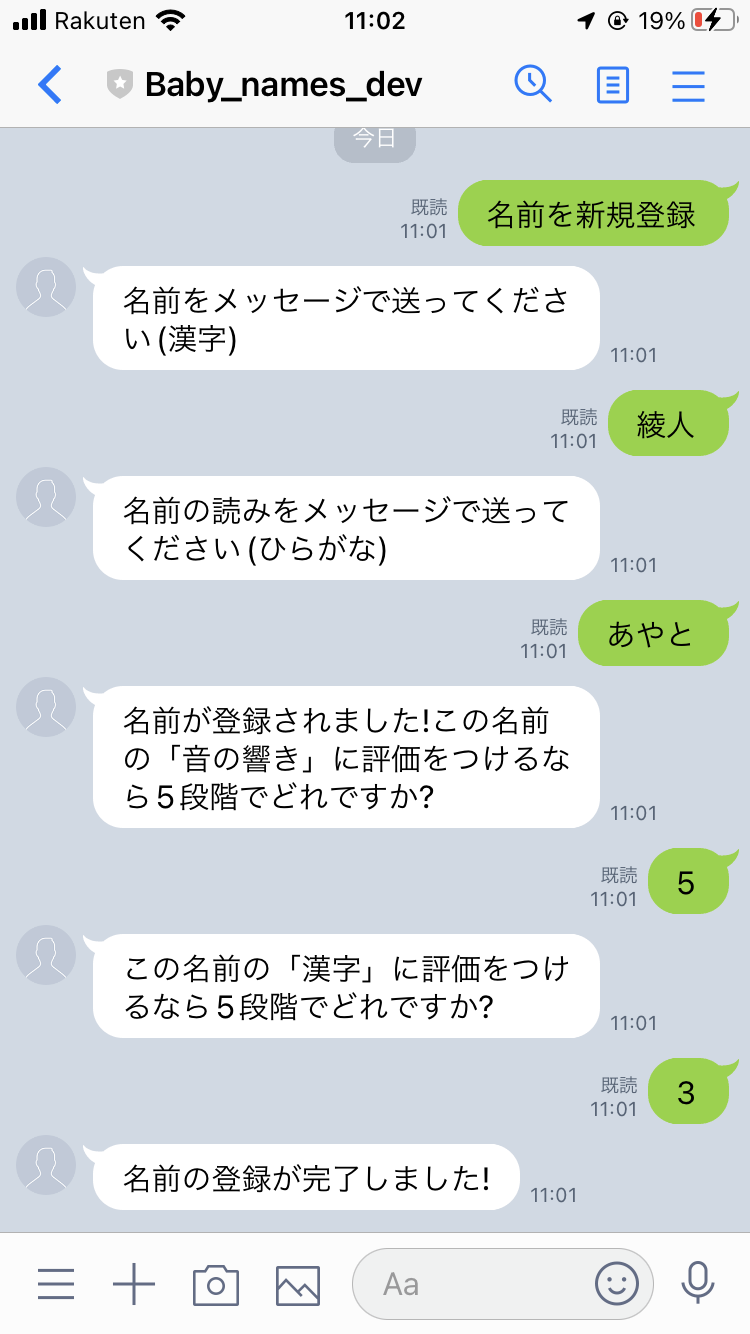 Rakuten 11:02 19%
Baby_names_dev
今日
名前を新規登録
既読
11:01
名前をメッセージで送ってくださ
い(漢字)
11:01
綾人
既読
11:01
名前の読みをメッセージで送って
ください(ひらがな)
11:01
あやと
既読
11:01
名前が登録されました!この名前
の「音の響き」に評価をつけるな
ら5段階でどれですか?
11:01
5
既読
11:01
この名前の「漢字」に評価をつけ
るなら5段階でどれですか?
11:01
3
既読
11:01
名前の登録が完了しました!
11:01
Aa